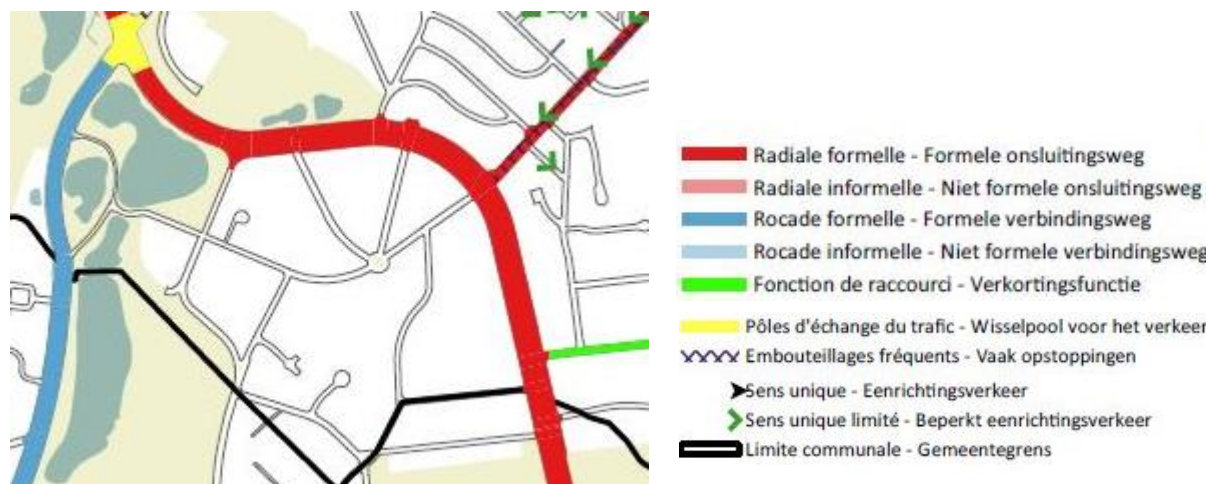 Radiale formelle - Formele onsluitingsweg
Radiale informelle - Niet formele onsluitingsweg
Rocade formelle - Formele verbindingsweg
Rocade informelle - Niet formele verbindingsweg
Fonction de raccourci - Verkortingsfunctie
Pôles d'échange du trafic - Wisselpool voor het verkeer
Embouteillages fréquents - Vaak opstoppingen
Sens unique - Eenrichtingsverkeer
Sens unique limité - Beperkt eenrichtingsverkeer
Limite communale - Gemeentegrens